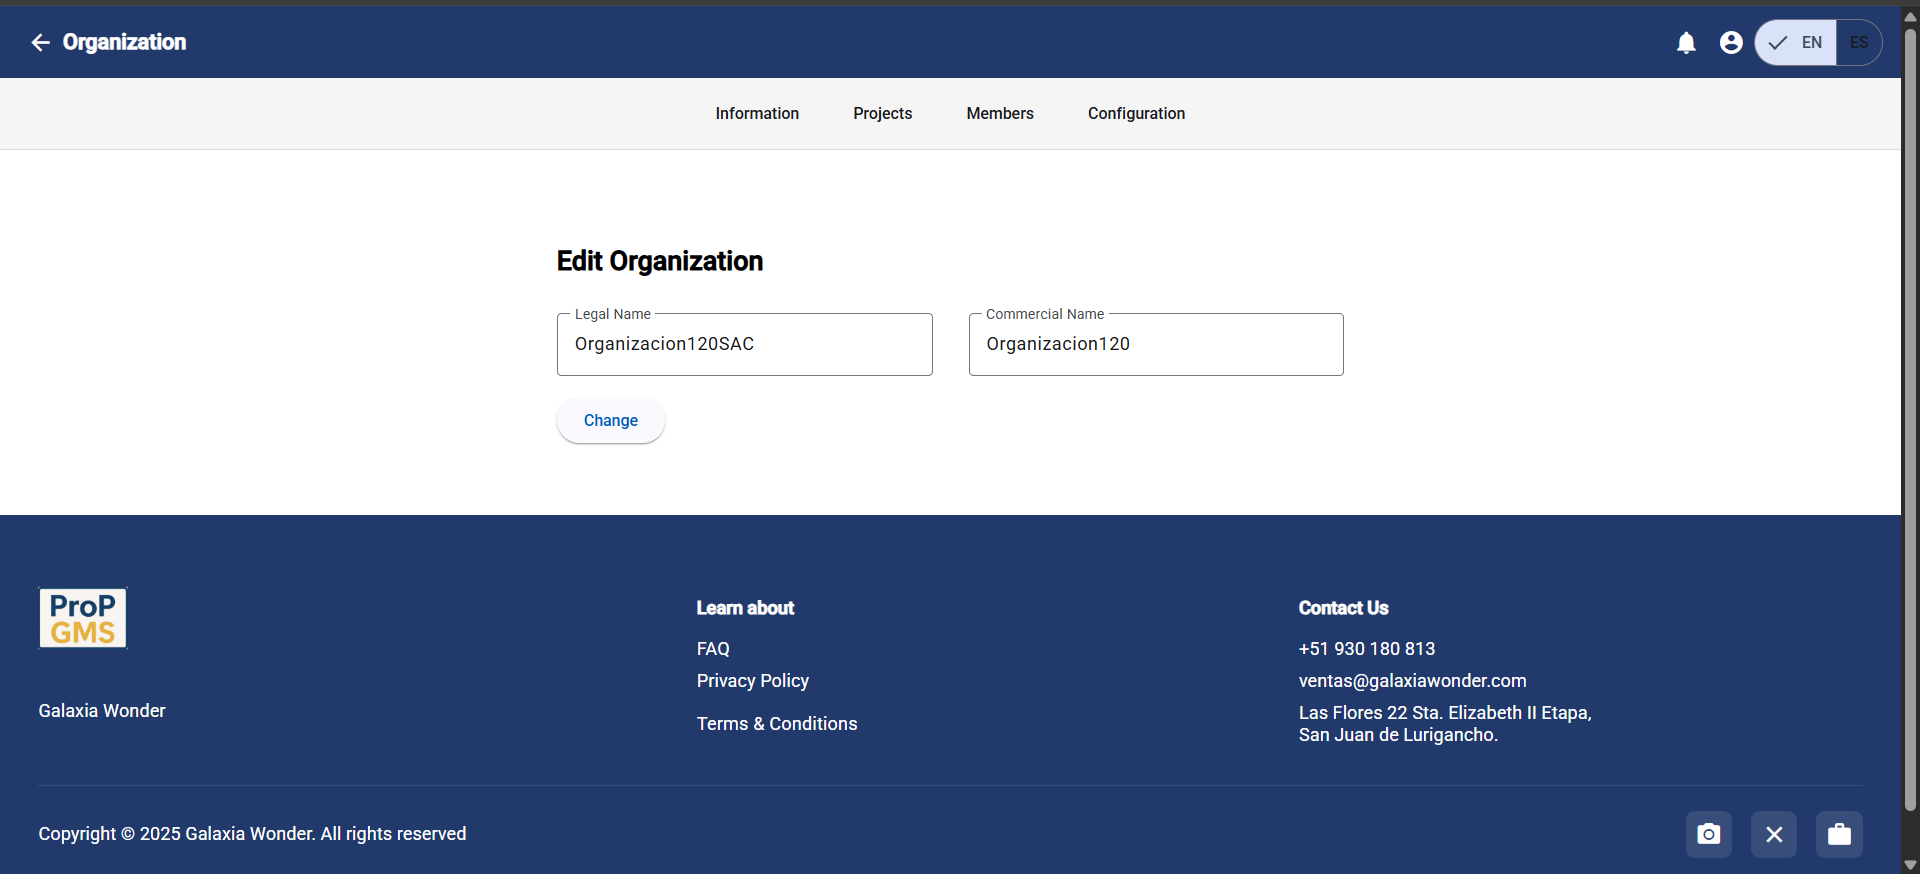 Organization
EN
ES
Information
Projects
Members
Configuration
Edit Organization
Legal Name
Organizacion120SAC
Commercial Name
Organizacion120
Change
ProP
GMS
Galaxia Wonder
Learn about
FAQ
Privacy Policy
Terms & Conditions
Contact Us
+51 930 180 813
ventas@galaxiawonder.com
Las Flores 22 Sta. Elizabeth II Etapa,
San Juan de Lurigancho.
Copyright © 2025 Galaxia Wonder. All rights reserved